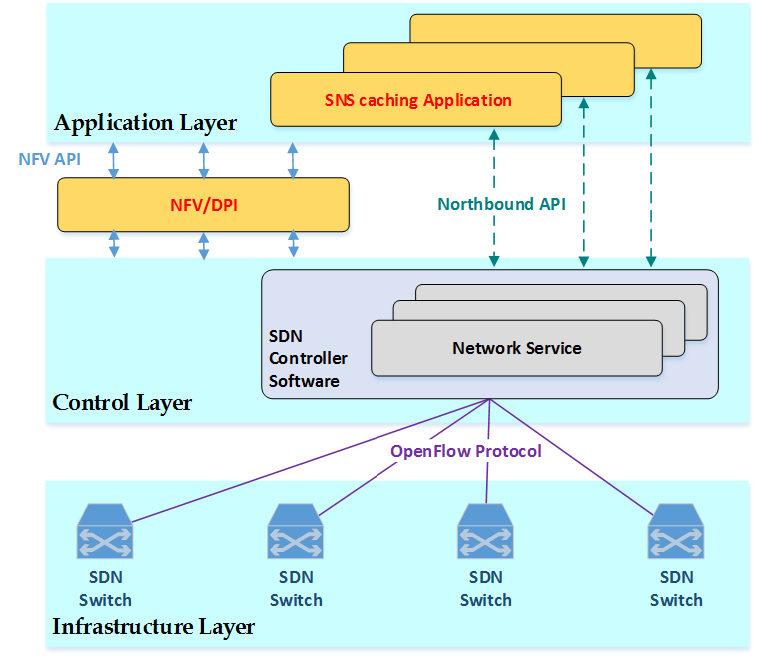 SNS caching Application
Application Layer
NFV API
NFV/DPI
Northbound API
SDN
Controller
Software
Network Service
Control Layer
OpenFlow Protocol
SDN
Switch
SDN
Switch
SDN
Switch
SDN
Switch
Infrastructure Layer